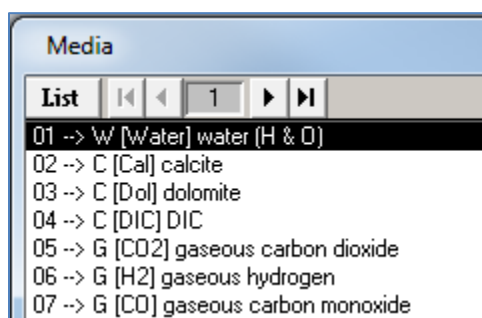 Media
List 1
01 --> W [Water] water (H & O)
02 --> C [Cal] calcite
03 --> C [Dol] dolomite
04 --> C [DIC] DIC
05 --> G [CO2] gaseous carbon dioxide
06 --> G [H2] gaseous hydrogen
07 --> G [CO] gaseous carbon monoxide